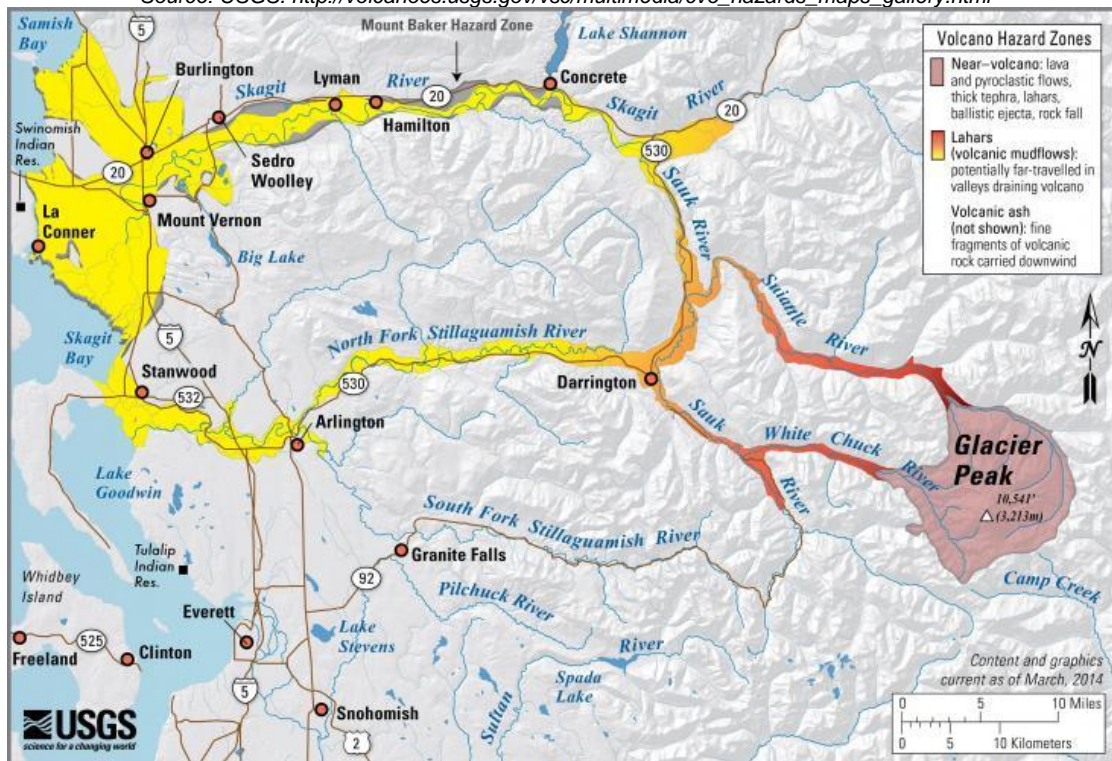 Source: USGS. http://volcanoes.usgs.gov/vsc/multimedia/cvo_hazards_maps_gallery.html
Samish
Bay
5
Mount Baker Hazard Zone
Lake Shannon
Burlington
Lyman
River
Concrete
Skagit
20
Hamilton
Skagit
River
20
Swinomish
Indian
Res.
Sedro
Woolley
530
20
La
Conner
Mount Vernon
Sauk
River
Big Lake
Suiattle
River
Skagit
Bay
5
North Fork Stillaguamish River
Stanwood
532
530
Darrington
Arlington
Sauk
River
White Chuck
River
Glacier
Peak
10,541'
(3,213m)
Lake
Goodwin
South Fork Stillaguamish River
Tulalip
Indian
Res.
Granite Falls
92
Camp Creek
Whidbey
Island
Pilchuck River
Everett
Lake
Stevens
River
Freeland
525
Clinton
Spada
Lake
Sultan
5
Snohomish
2
Volcano Hazard Zones
Near–volcano: lava
and pyroclastic flows,
thick tephra, lahars,
ballistic ejecta, rock fall
Lahars
(volcanic mudflows):
potentially far-travelled in
valleys draining volcano
Volcanic ash
(not shown): fine
fragments of volcanic
rock carried downwind
N
Content and graphics
current as of March, 2014
0 5 10 Miles
0 5 10 Kilometers
USGS
science for a changing world